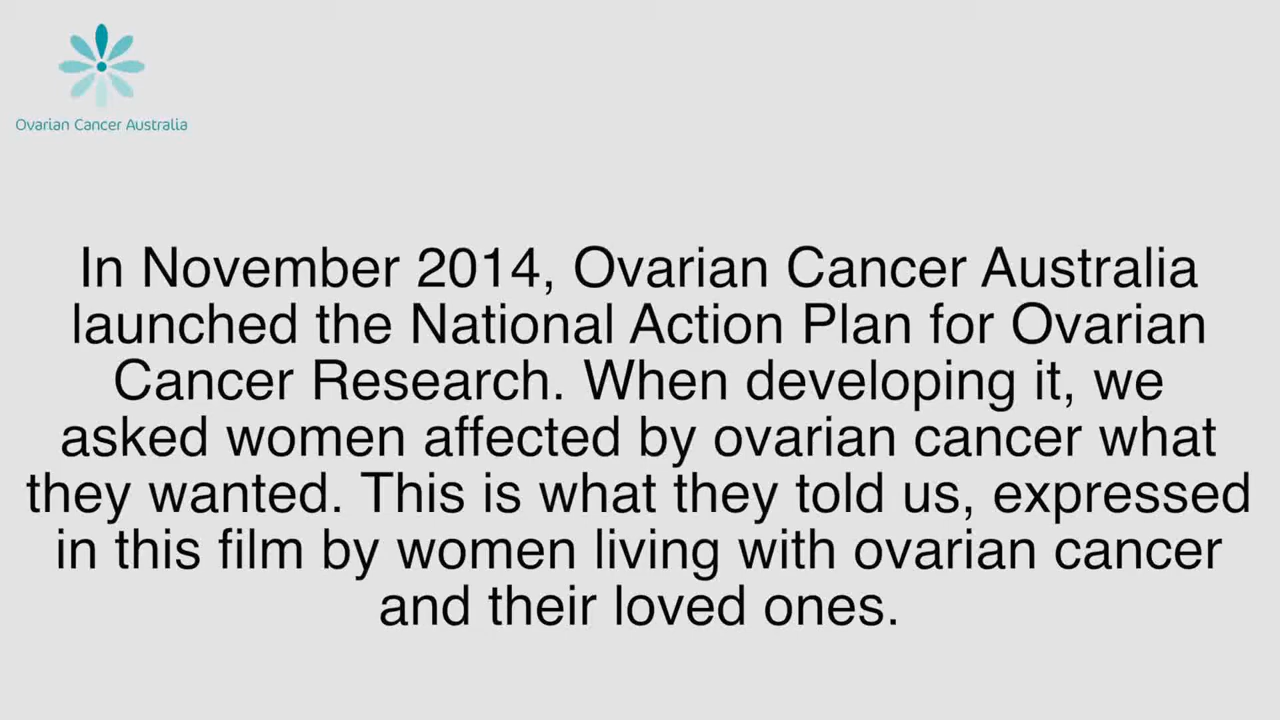 Ovarian Cancer Australia
In November 2014, Ovarian Cancer Australia
launched the National Action Plan for Ovarian
Cancer Research. When developing it, we
asked women affected by ovarian cancer what
they wanted. This is what they told us, expressed
in this film by women living with ovarian cancer
and their loved ones.